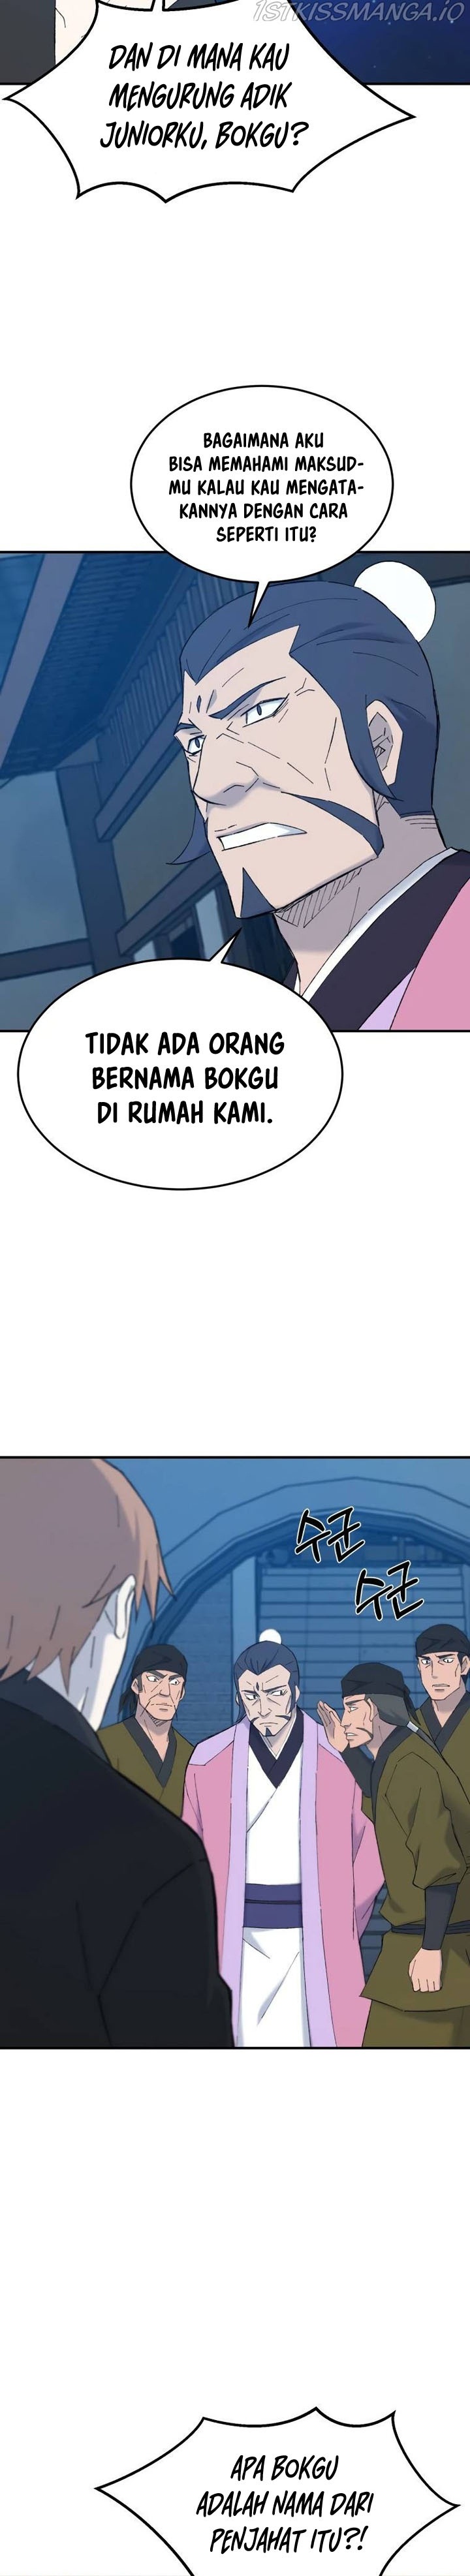 1STKISSMANGA.IO
DAN DI MANA KAU
MENGURUNG ADIK
JUNIORKU, BOKGU?
BAGAIMANA AKU
BISA MEMAHAMI MAKSUD-
MU KALAU KAU MENGATA-
KANNYA DENGAN CARA
SEPERTI ITU?
TIDAK ADA ORANG
BERNAMA BOKGU
DI RUMAH KAMI.
수군
수군
APA BOKGU
ADALAH NAMA DARI
PENJAHAT ITU?!